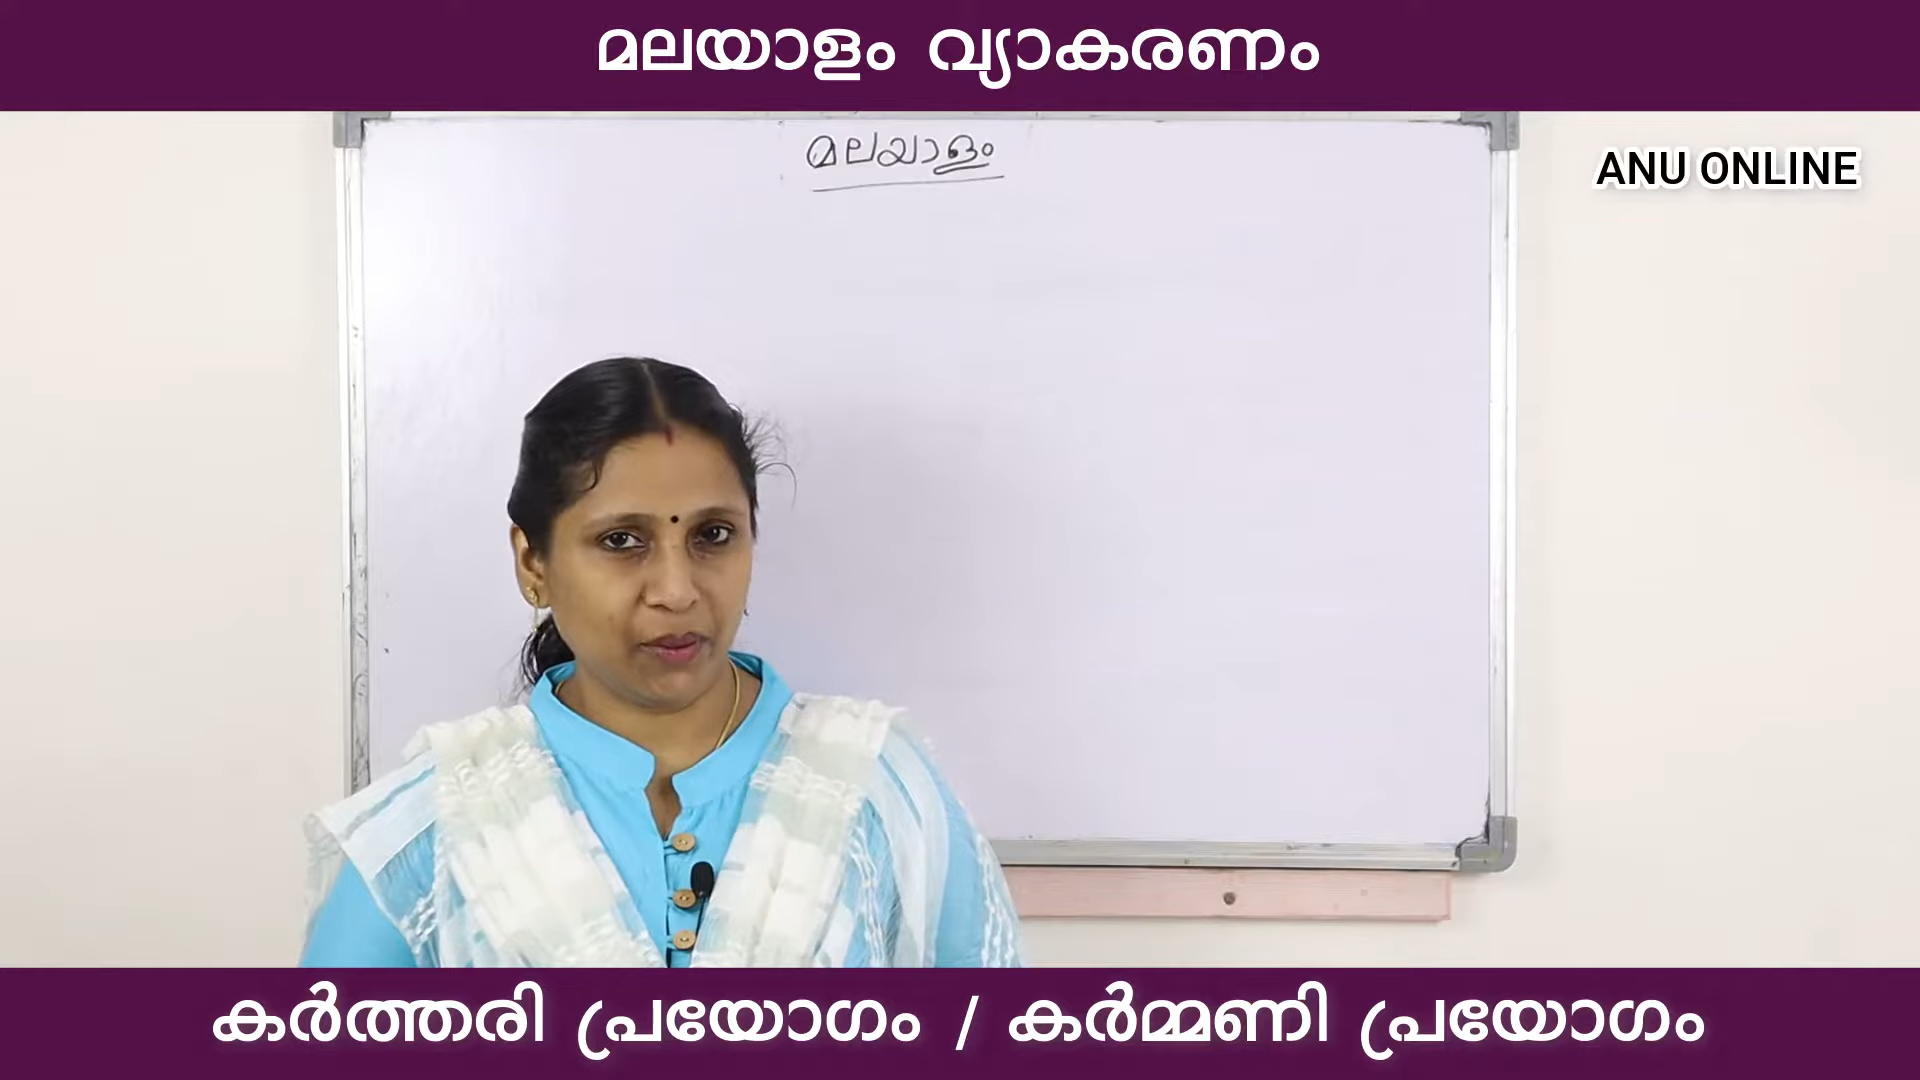 മലയാളം വ്യാകരണം
മലയാളം
ANU ONLINE
കർത്തരി പ്രയോഗം / കർമ്മണി പ്രയോഗം